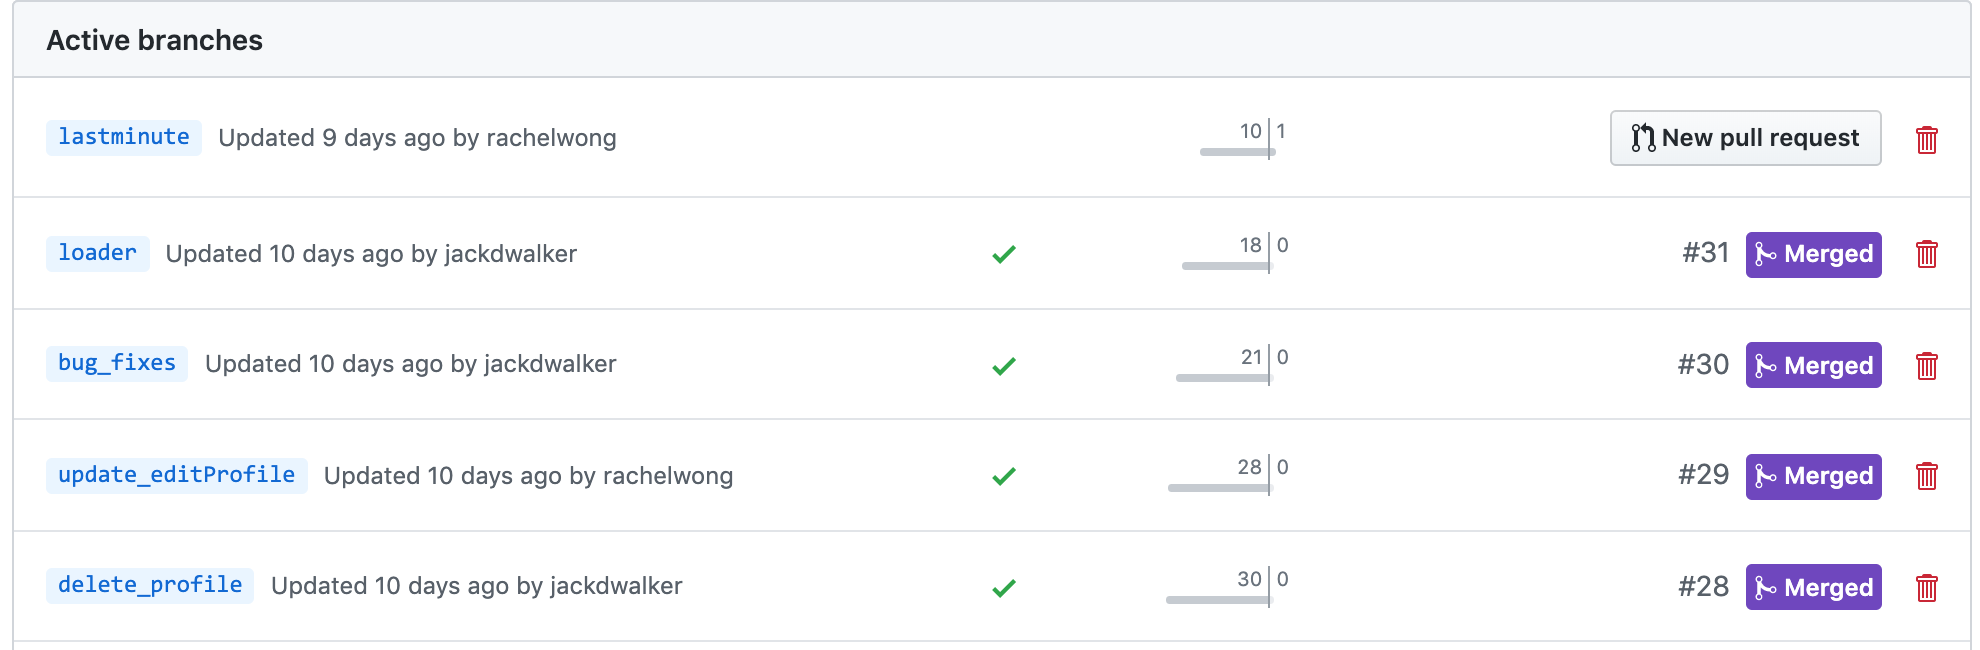 Active branches
lastminute Updated 9 days ago by rachelwong 10 1 New pull request
loader Updated 10 days ago by jackdwalker 18 0 #31 Merged
bug_fixes Updated 10 days ago by jackdwalker 21 0 #30 Merged
update_editProfile Updated 10 days ago by rachelwong 28 0 #29 Merged
delete_profile Updated 10 days ago by jackdwalker 30 0 #28 Merged